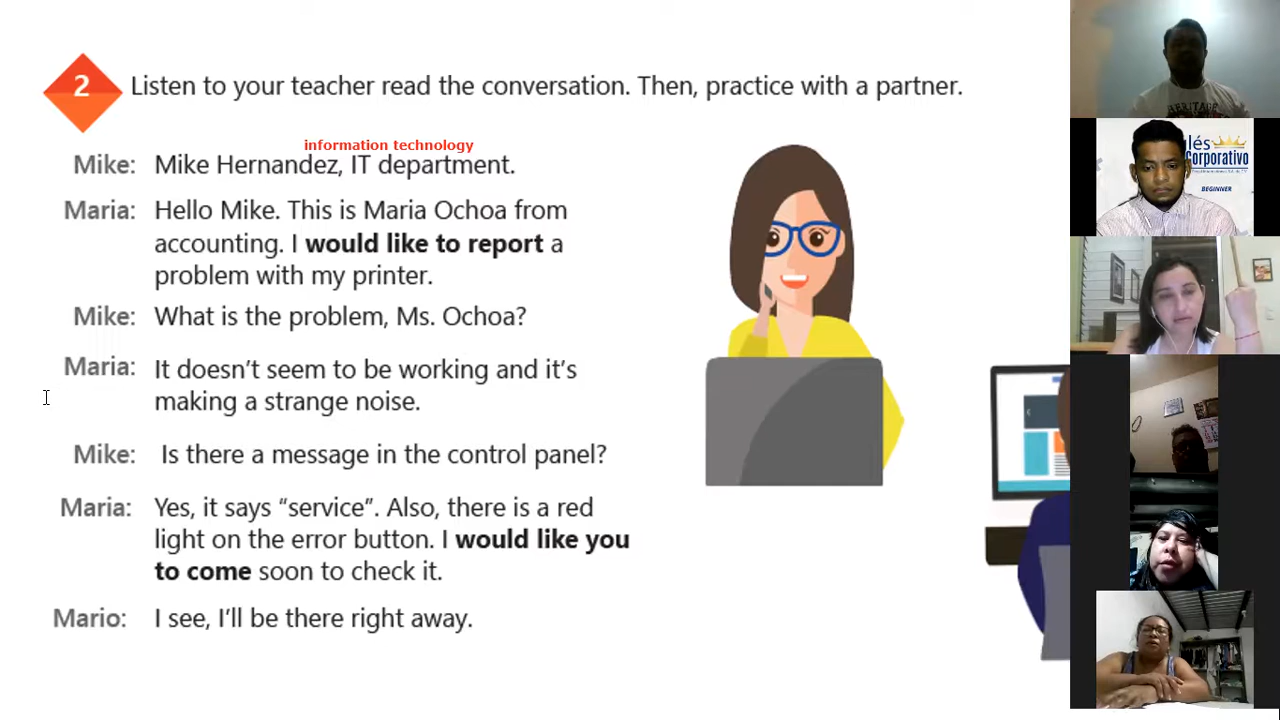 2 Listen to your teacher read the conversation. Then, practice with a partner.
information technology
Mike: Mike Hernandez, IT department.
Maria: Hello Mike. This is Maria Ochoa from
accounting. I would like to report a
problem with my printer.
Mike: What is the problem, Ms. Ochoa?
Maria: It doesn't seem to be working and it's
making a strange noise.
Mike: Is there a message in the control panel?
Maria: Yes, it says “service”. Also, there is a red
light on the error button. I would like you
to come soon to check it.
Mario: I see, I'll be there right away.
HERITAGE
lés
Corporativo
BEGINNER